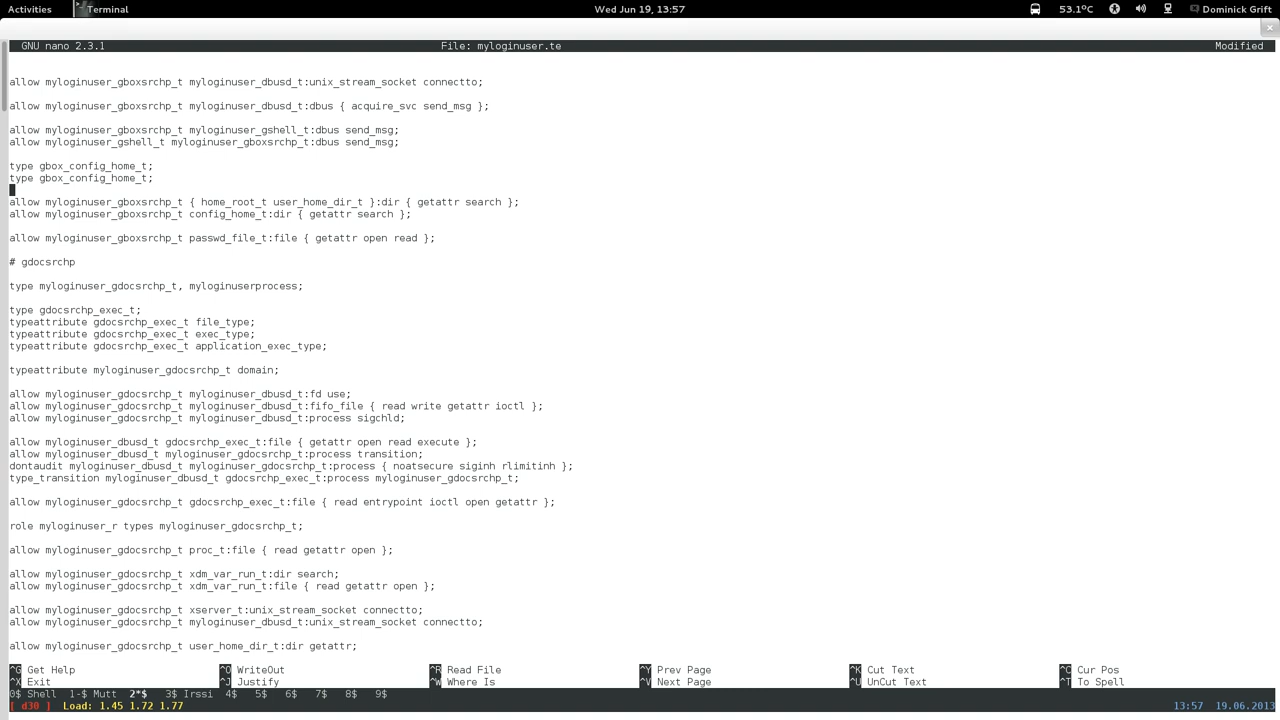 Activities Terminal Wed Jun 19, 13:57 53.1°C Dominick Grift
GNU nano 2.3.1 File: myloginuser.te Modified
allow myloginuser_gboxsrchp_t myloginuser_dbusd_t:unix_stream_socket connectto;
allow myloginuser_gboxsrchp_t myloginuser_dbusd_t:dbus { acquire_svc send_msg };
allow myloginuser_gboxsrchp_t myloginuser_gshell_t:dbus send_msg;
allow myloginuser_gshell_t myloginuser_gboxsrchp_t:dbus send_msg;
type gbox_config_home_t;
type gbox_config_home_t;
allow myloginuser_gboxsrchp_t { home_root_t user_home_dir_t }:dir { getattr search };
allow myloginuser_gboxsrchp_t config_home_t:dir { getattr search };
allow myloginuser_gboxsrchp_t passwd_file_t:file { getattr open read };
# gdocsrchp
type myloginuser_gdocsrchp_t, myloginuserprocess;
type gdocsrchp_exec_t;
typeattribute gdocsrchp_exec_t file_type;
typeattribute gdocsrchp_exec_t exec_type;
typeattribute gdocsrchp_exec_t application_exec_type;
typeattribute myloginuser_gdocsrchp_t domain;
allow myloginuser_gdocsrchp_t myloginuser_dbusd_t:fd use;
allow myloginuser_gdocsrchp_t myloginuser_dbusd_t:fifo_file { read write getattr ioctl };
allow myloginuser_gdocsrchp_t myloginuser_dbusd_t:process sigchld;
allow myloginuser_dbusd_t gdocsrchp_exec_t:file { getattr open read execute };
allow myloginuser_dbusd_t myloginuser_gdocsrchp_t:process transition;
dontaudit myloginuser_dbusd_t myloginuser_gdocsrchp_t:process { noatsecure siginh rlimitinh };
type_transition myloginuser_dbusd_t gdocsrchp_exec_t:process myloginuser_gdocsrchp_t;
allow myloginuser_gdocsrchp_t gdocsrchp_exec_t:file { read entrypoint ioctl open getattr };
role myloginuser_r types myloginuser_gdocsrchp_t;
allow myloginuser_gdocsrchp_t proc_t:file { read getattr open };
allow myloginuser_gdocsrchp_t xdm_var_run_t:dir search;
allow myloginuser_gdocsrchp_t xdm_var_run_t:file { read getattr open };
allow myloginuser_gdocsrchp_t xserver_t:unix_stream_socket connectto;
allow myloginuser_gdocsrchp_t myloginuser_dbusd_t:unix_stream_socket connectto;
allow myloginuser_gdocsrchp_t user_home_dir_t:dir getattr;
^G Get Help ^O WriteOut ^R Read File ^Y Prev Page ^K Cut Text ^C Cur Pos
^X Exit ^J Justify ^W Where Is ^V Next Page ^U UnCut Text ^T To Spell
0$ Shell 1-$ Mutt 2*$ 3$ Irssi 4$ 5$ 6$ 7$ 8$ 9$
[ d30 ] Load: 1.45 1.72 1.77 13:57 19.06.2013